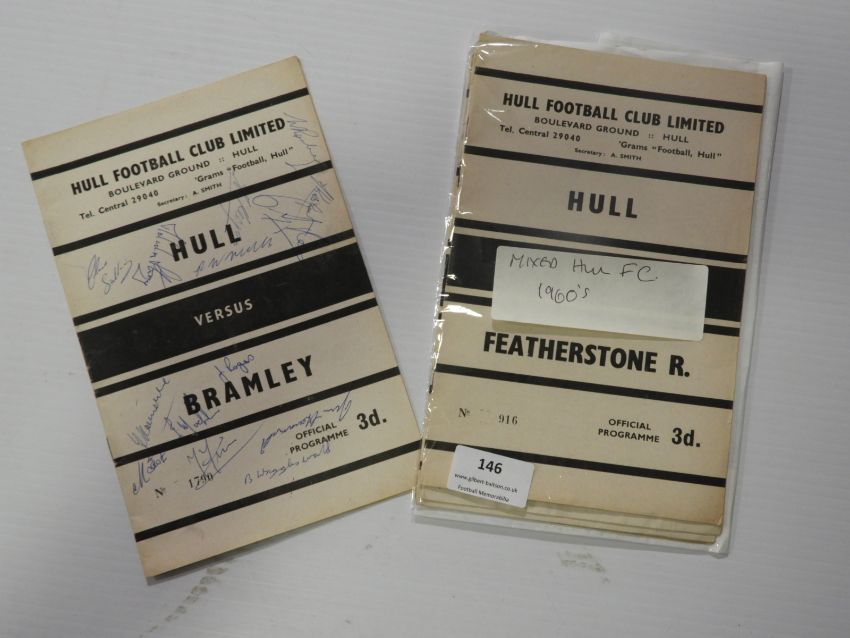 HULL FOOTBALL CLUB LIMITED
BOULEVARD GROUND :: HULL
Tel. Central 29040 'Grams "Football, Hull"
Secretary: A. SMITH
HULL
VERSUS
BRAMLEY
OFFICIAL
PROGRAMME 3d.
No 1790
HULL FOOTBALL CLUB LIMITED
BOULEVARD GROUND :: HULL
Tel. Central 29040 'Grams "Football, Hull"
Secretary: A. SMITH
HULL
MIXED Hull FC
1960's
FEATHERSTONE R.
No 916
OFFICIAL
PROGRAMME 3d.
146
www.gilbert-baitson.co.uk
Football Memorabilia